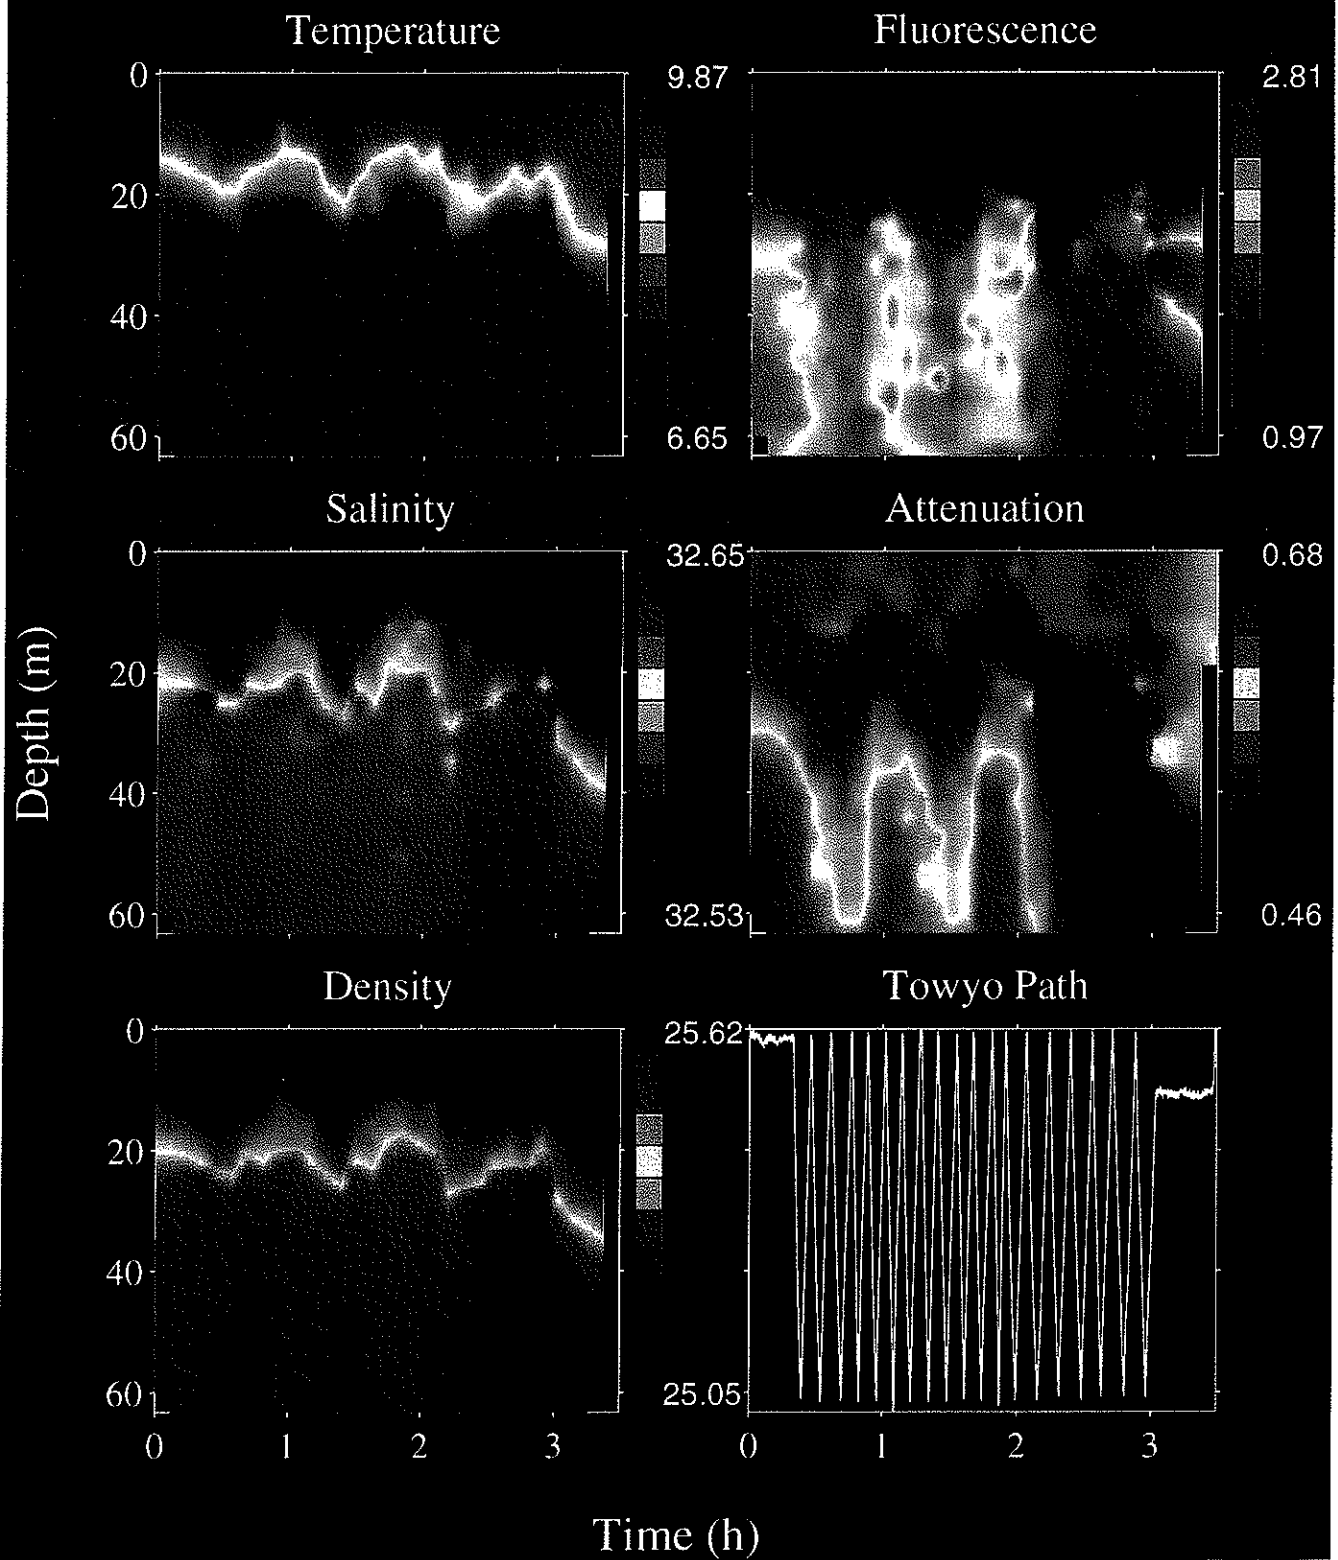 Temperature
Fluorescence
0
9.87
2.81
20
40
60
6.65
0.97
Salinity
Attenuation
0
32.65
0.68
20
40
60
32.53
0.46
Depth (m)
Density
Towyo Path
0
25.62
20
40
60
25.05
0 1 2 3
0 1 2 3
Time (h)